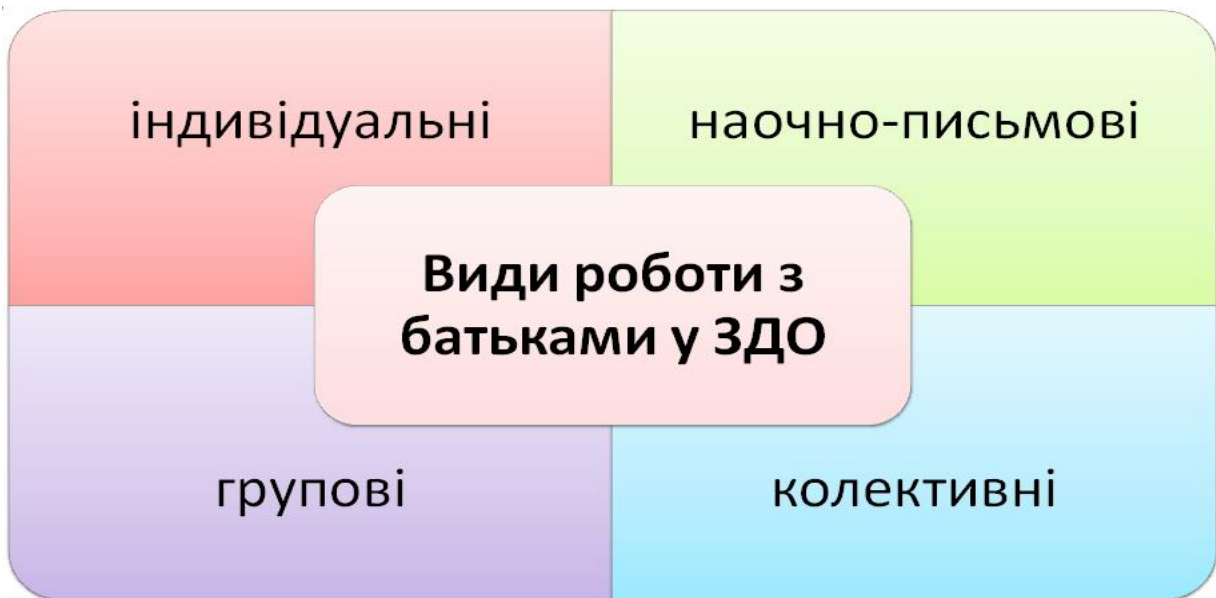 індивідуальні
наочно-письмові
Види роботи з
батьками у ЗДО
групові
колективні